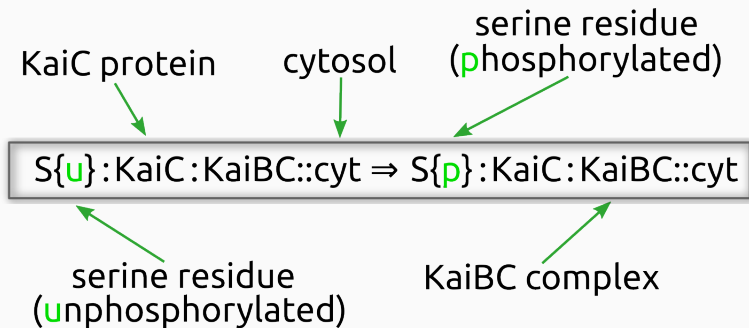 serine residue
KaiC protein cytosol (phosphorylated)
S{u}:KaiC:KaiBC::cyt ⇒ S{p}:KaiC:KaiBC::cyt
serine residue KaiBC complex
(unphosphorylated)